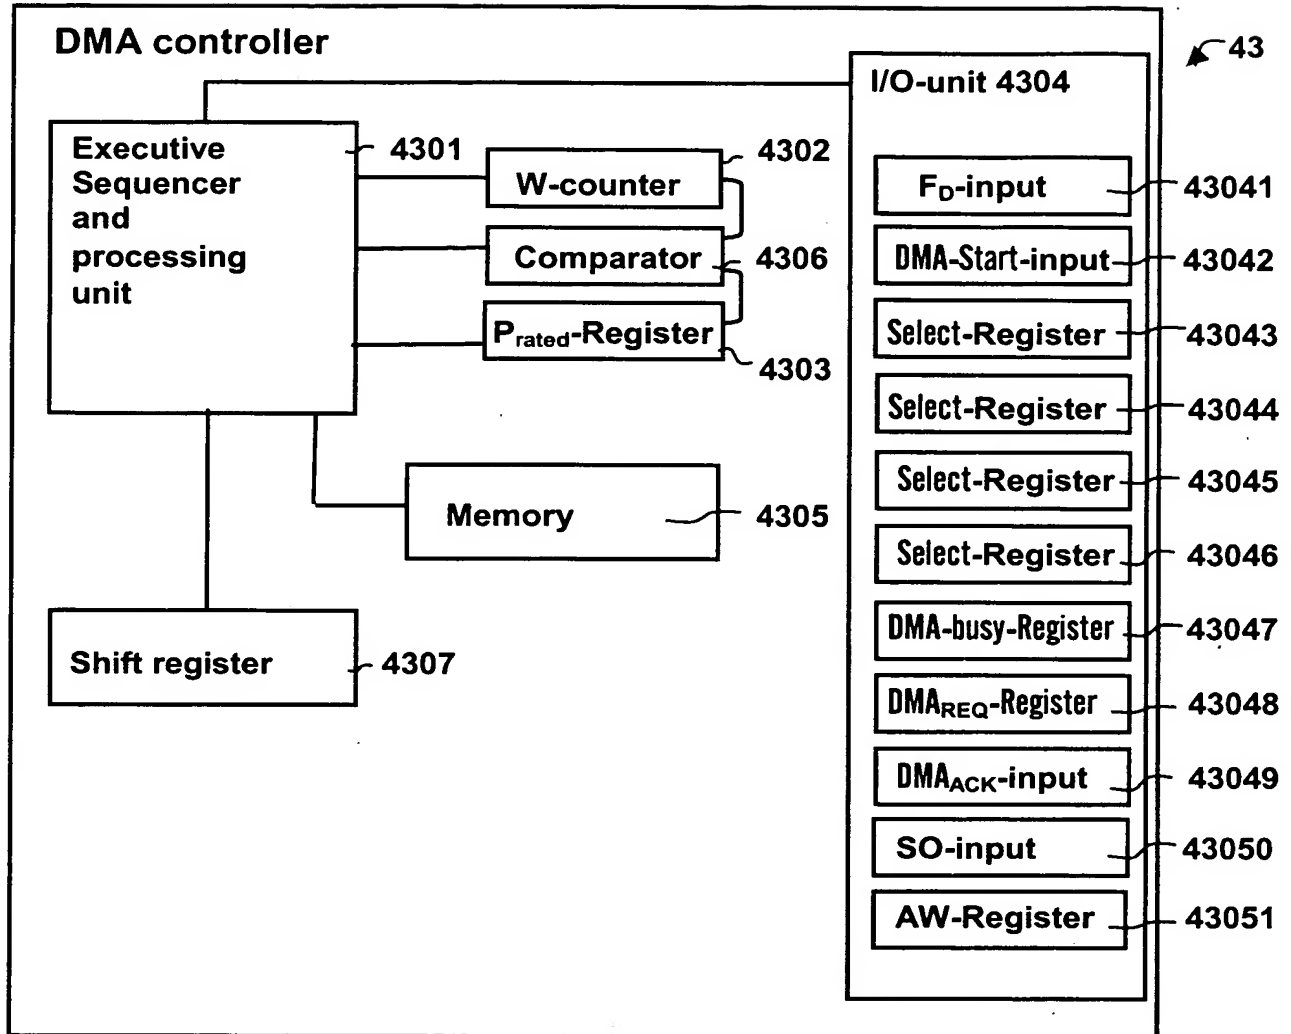 DMA controller
43
I/O-unit 4304
Executive
Sequencer
and
processing
unit
4301
W-counter
4302
Comparator
4306
Prated-Register
4303
Memory
4305
Shift register
4307
FD-input
43041
DMA-Start-input
43042
Select-Register
43043
Select-Register
43044
Select-Register
43045
Select-Register
43046
DMA-busy-Register
43047
DMAREQ-Register
43048
DMAACK-input
43049
SO-input
43050
AW-Register
43051